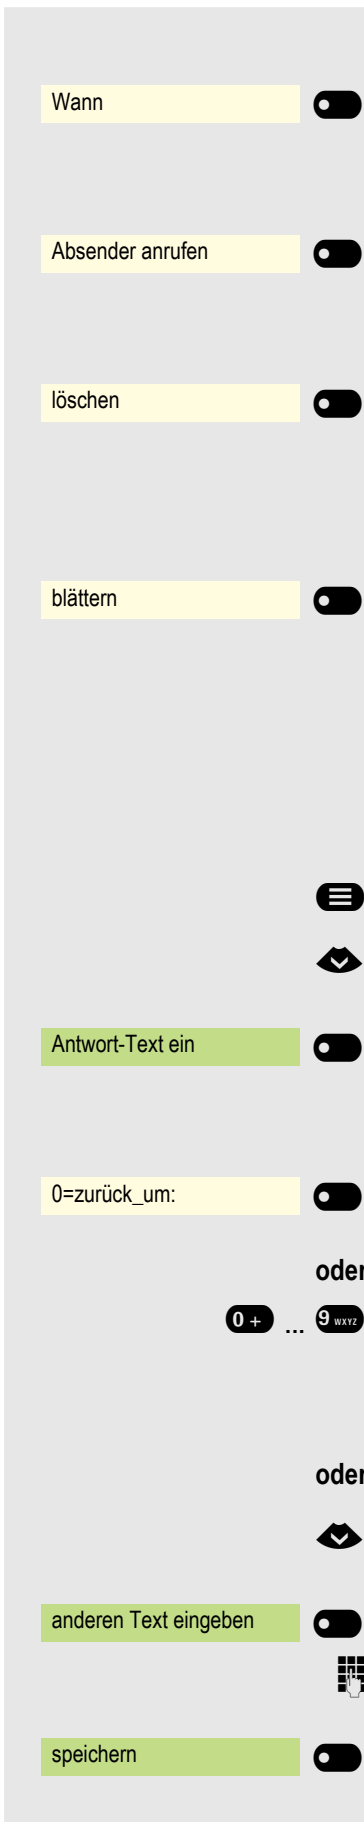 Wann
Absender anrufen
löschen
blättern
Antwort-Text ein
0=zurück_um:
oder
0 + ... 9 WXYZ
oder
anderen Text eingeben
speichern